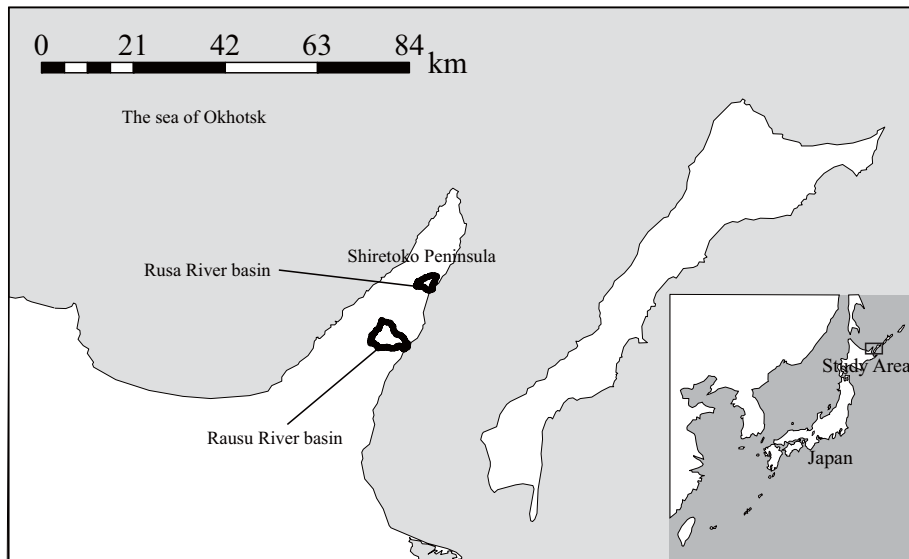 0 21 42 63 84
km
The sea of Okhotsk
Shiretoko Peninsula
Rusa River basin
Rausu River basin
Study Area
Japan